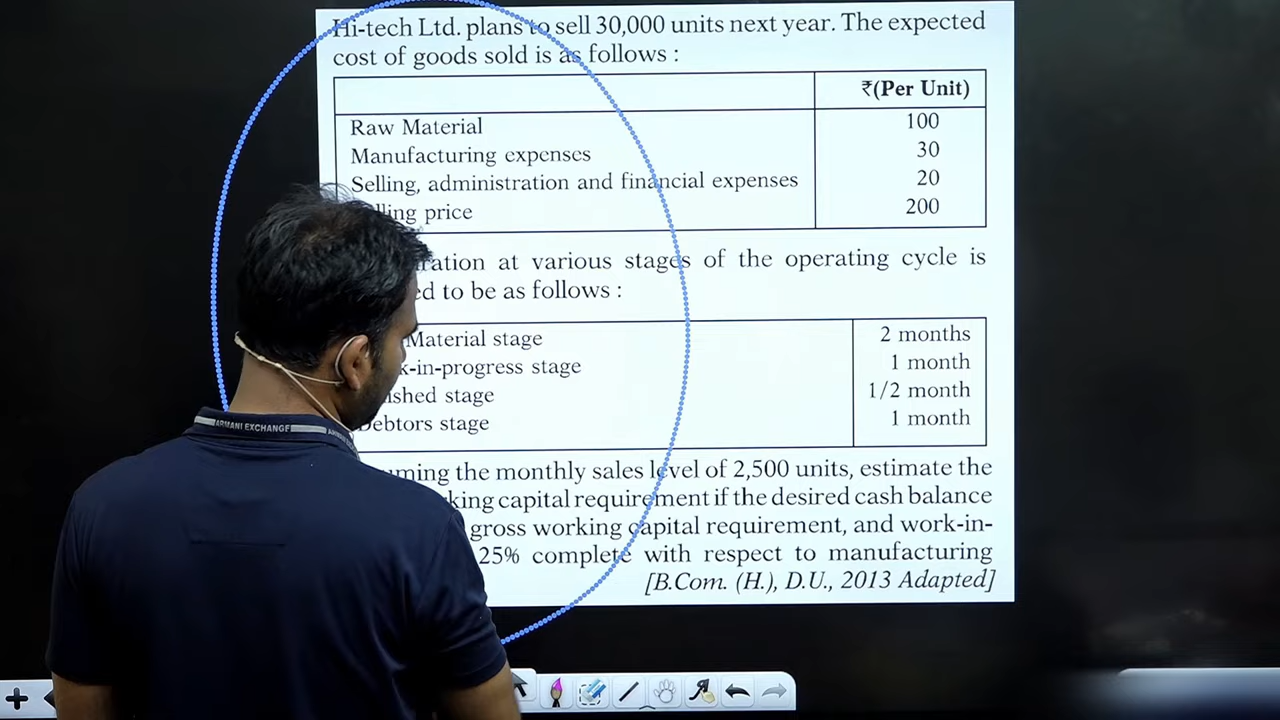 Hi-tech Ltd. plans to sell 30,000 units next year. The expected
cost of goods sold is as follows :
₹(Per Unit)
Raw Material 100
Manufacturing expenses 30
Selling, administration and financial expenses 20
lling price 200
ration at various stages of the operating cycle is
ed to be as follows :
Material stage 2 months
k-in-progress stage 1 month
ished stage 1/2 month
Debtors stage 1 month
ming the monthly sales level of 2,500 units, estimate the
king capital requirement if the desired cash balance
gross working capital requirement, and work-in-
25% complete with respect to manufacturing
[B.Com. (H.), D.U., 2013 Adapted]
ARMANI EXCHANGE